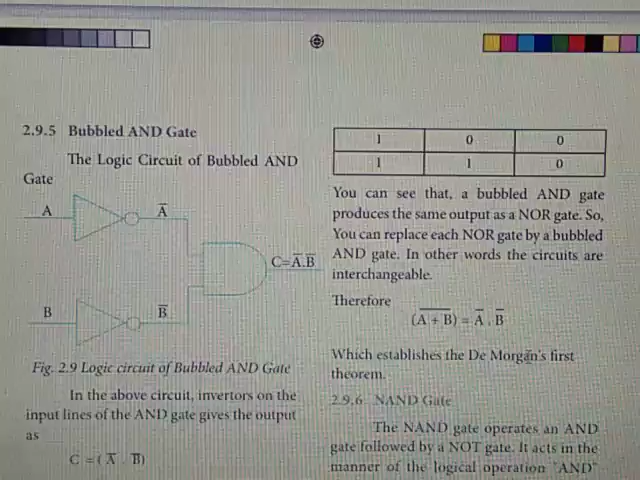 2.9.5 Bubbled AND Gate
The Logic Circuit of Bubbled AND
Gate
A
A̅
C=A̅.B
B
B̅
Fig. 2.9 Logic circuit of Bubbled AND Gate
In the above circuit, invertors on the
input lines of the AND gate gives the output
as
C = ( A̅ . B̅)
1 0 0
1 1 0
You can see that, a bubbled AND gate
produces the same output as a NOR gate. So,
You can replace each NOR gate by a bubbled
AND gate. In other words the circuits are
interchangeable.
Therefore
(A̅ ̅+̅ ̅B̅) = A̅ . B̅
Which establishes the De Morgan's first
theorem.
2.9.6 NAND Gate
The NAND gate operates an AND
gate followed by a NOT gate. It acts in the
manner of the logical operation "AND"